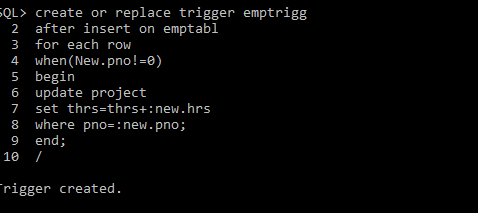 SQL> create or replace trigger emptrigg
2 after insert on emptabl
3 for each row
4 when(New.pno!=0)
5 begin
6 update project
7 set thrs=thrs+:new.hrs
8 where pno=:new.pno;
9 end;
10 /
Trigger created.